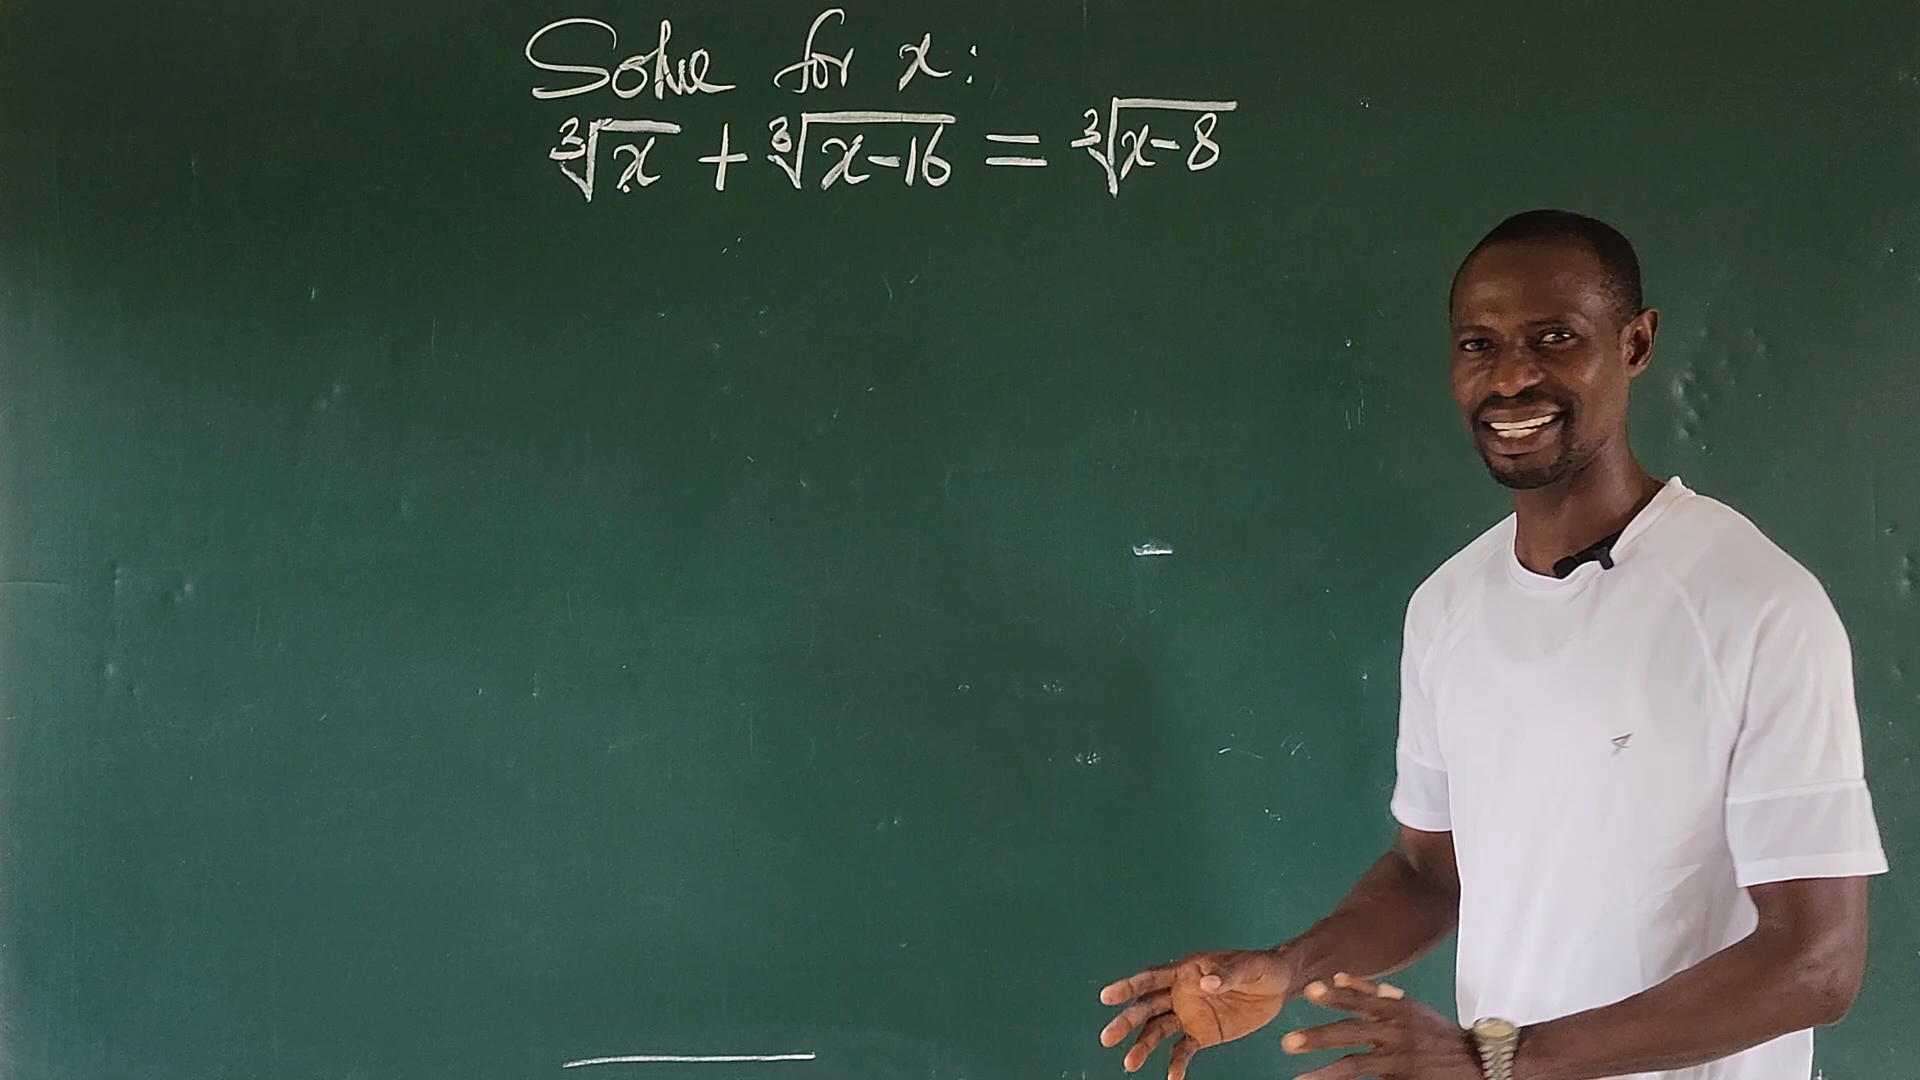 Solve for x:
∛x + ∛(x-16) = ∛(x-8)